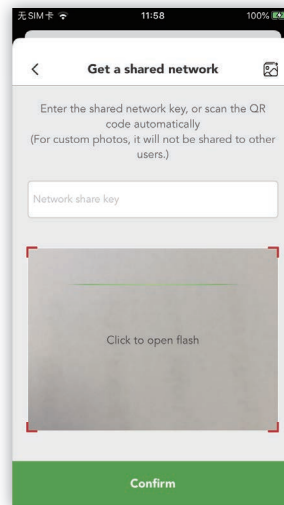 无SIM卡 11:58 100%
Get a shared network
Enter the shared network key, or scan the QR
code automatically
(For custom photos, it will not be shared to other
users.)
Network share key
Click to open flash
Confirm